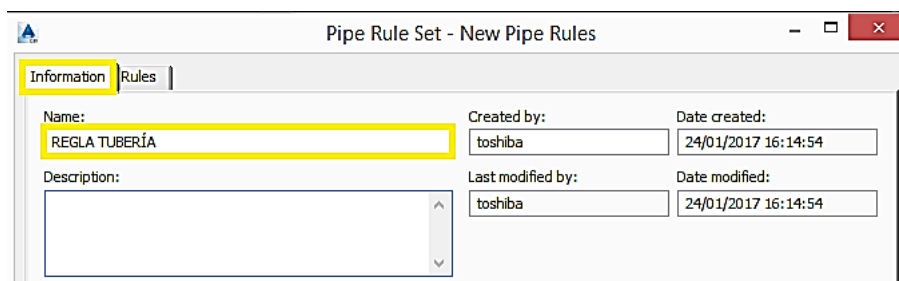 Pipe Rule Set - New Pipe Rules
Information Rules
Name: Created by: Date created:
REGLA TUBERÍA toshiba 24/01/2017 16:14:54
Description: Last modified by: Date modified:
toshiba 24/01/2017 16:14:54